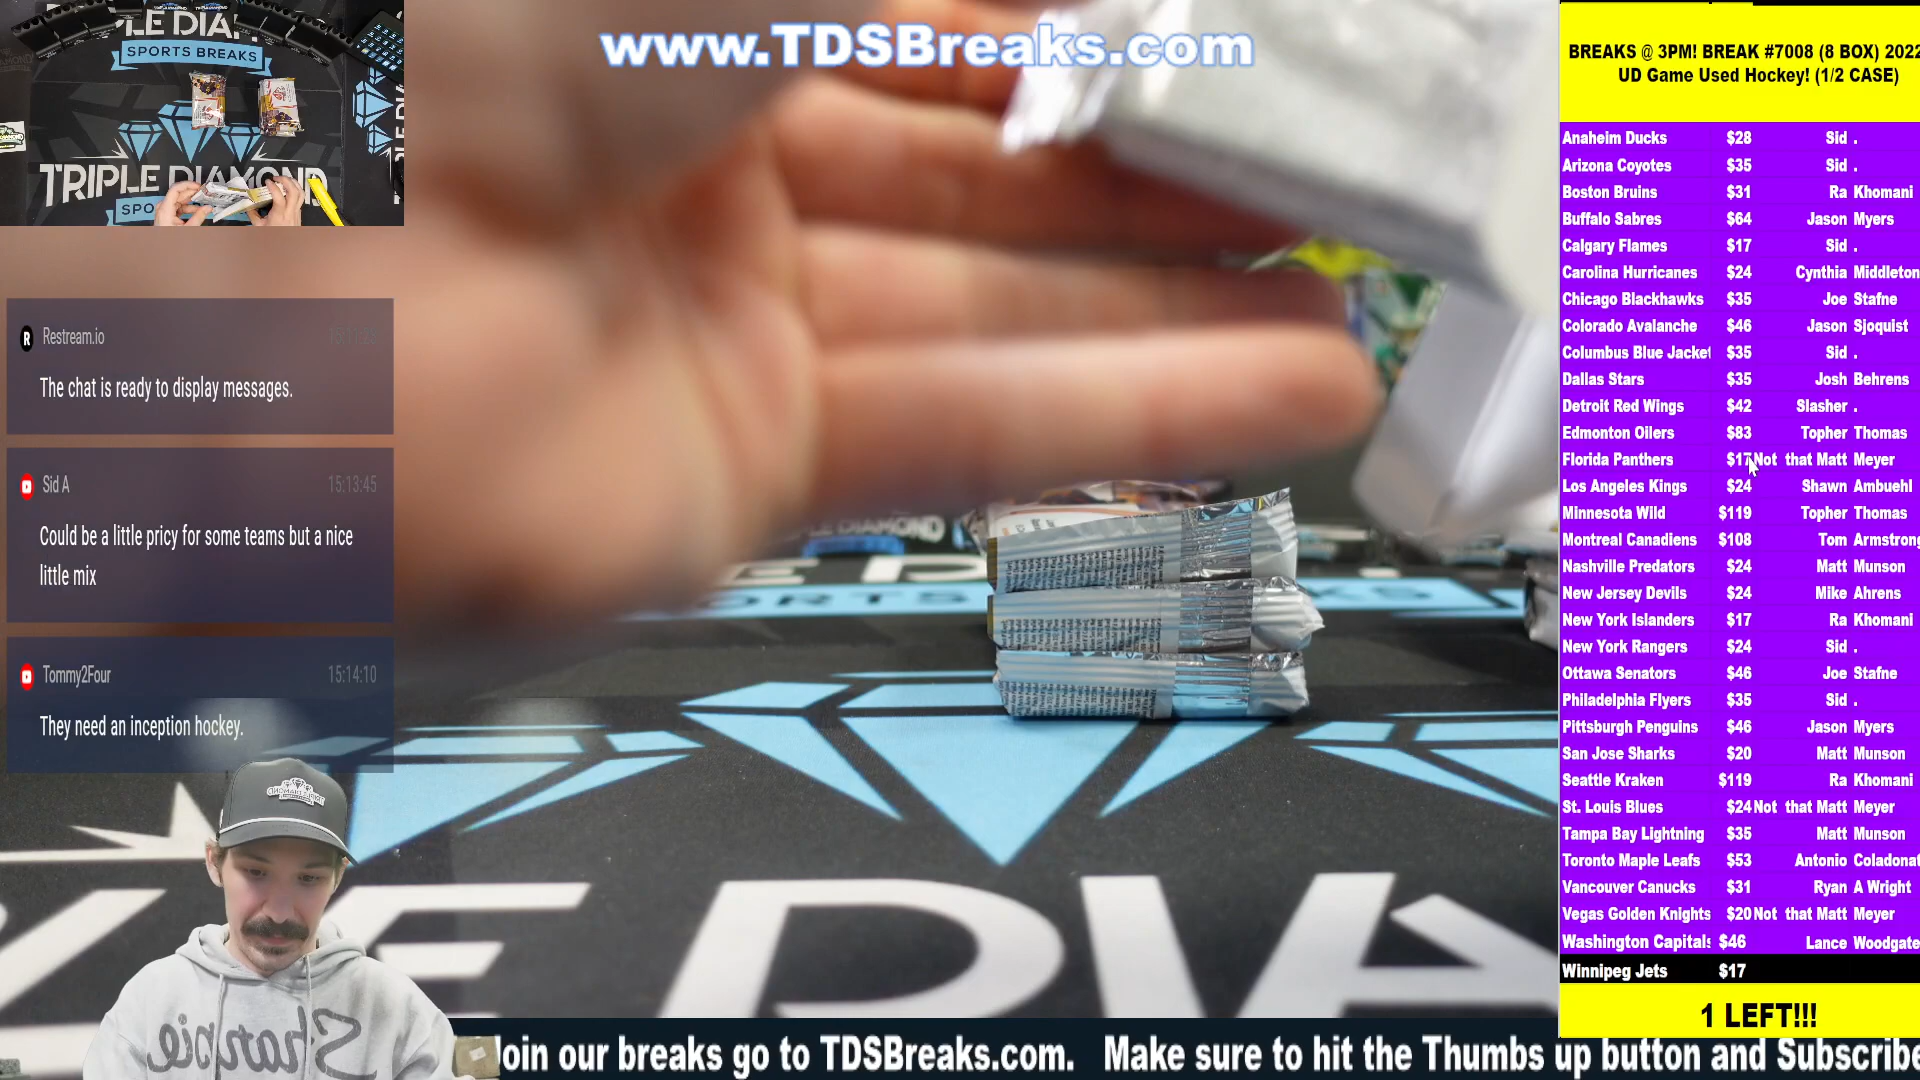 www.TDSBreaks.com
SPORTS BREAKS
TRIPLE DIAMOND
BREAKS @ 3PM! BREAK #7008 (8 BOX) 2022
UD Game Used Hockey! (1/2 CASE)
Anaheim Ducks $28 Sid .
Arizona Coyotes $35 Sid .
Boston Bruins $31 Ra Khomani
Buffalo Sabres $64 Jason Myers
Calgary Flames $17 Sid .
Carolina Hurricanes $24 Cynthia Middleton
Chicago Blackhawks $35 Joe Stafne
Colorado Avalanche $46 Jason Sjoquist
Columbus Blue Jacket $35 Sid .
Dallas Stars $35 Josh Behrens
Detroit Red Wings $42 Slasher .
Edmonton Oilers $83 Topher Thomas
Florida Panthers $17 Not that Matt Meyer
Los Angeles Kings $24 Shawn Ambuehl
Minnesota Wild $119 Topher Thomas
Montreal Canadiens $108 Tom Armstrong
Nashville Predators $24 Matt Munson
New Jersey Devils $24 Mike Ahrens
New York Islanders $17 Ra Khomani
New York Rangers $24 Sid .
Ottawa Senators $46 Joe Stafne
Philadelphia Flyers $35 Sid .
Pittsburgh Penguins $46 Jason Myers
San Jose Sharks $20 Matt Munson
Seattle Kraken $119 Ra Khomani
St. Louis Blues $24 Not that Matt Meyer
Tampa Bay Lightning $35 Matt Munson
Toronto Maple Leafs $53 Antonio Coladonat
Vancouver Canucks $31 Ryan A Wright
Vegas Golden Knights $20 Not that Matt Meyer
Washington Capitals $46 Lance Woodgate
Winnipeg Jets $17
1 LEFT!!!
Restream.io
The chat is ready to display messages.
Sid A 15:13:45
Could be a little pricy for some teams but a nice
little mix
Tommy2Four 15:14:10
They need an inception hockey.
Sharpie
Join our breaks go to TDSBreaks.com. Make sure to hit the Thumbs up button and Subscribe